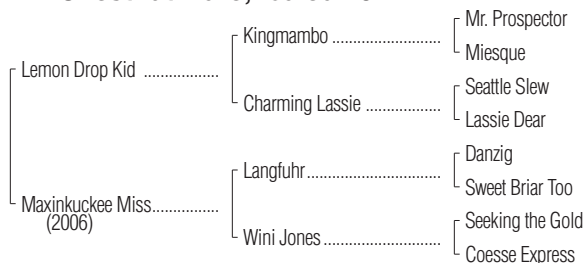 Mr. Prospector
Kingmambo ....................
Miesque
Lemon Drop Kid ..................
Seattle Slew
Charming Lassie ....................
Lassie Dear
Danzig
Langfuhr....................................
Sweet Briar Too
Maxinkuckee Miss.................
(2006)
Seeking the Gold
Wini Jones................................
Coesse Express